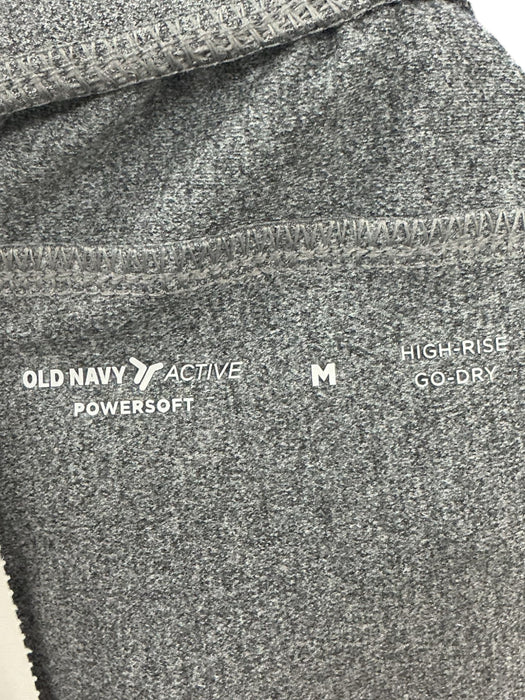 OLD NAVY ACTIVE
POWERSOFT
M
HIGH-RISE
GO-DRY